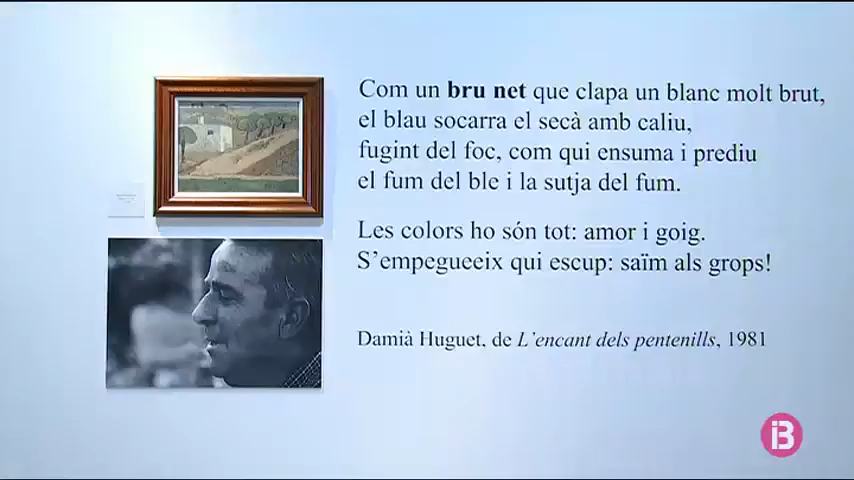 Com un bru net que clapa un blanc molt brut,
el blau socarra el secà amb caliu,
fugint del foc, com qui ensuma i prediu
el fum del ble i la sutja del fum.
Les colors ho són tot: amor i goig.
S'empegueeix qui escup: saïm als grops!
Damià Huguet, de L'encant dels pentenills, 1981
IB